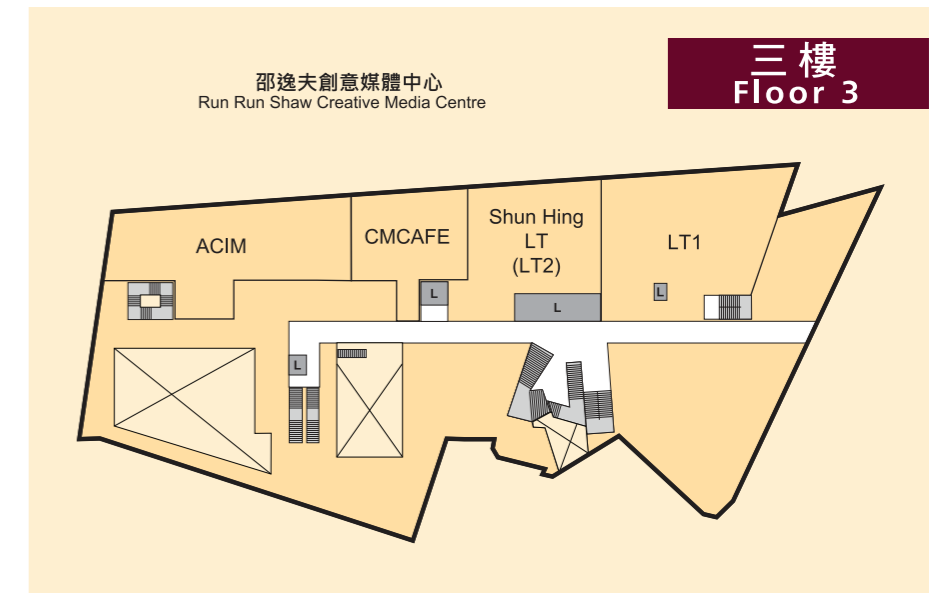 三樓
Floor 3
邵逸夫創意媒體中心
Run Run Shaw Creative Media Centre
ACIM
CMCAFE
Shun Hing
LT
(LT2)
LT1
L
L
L
L